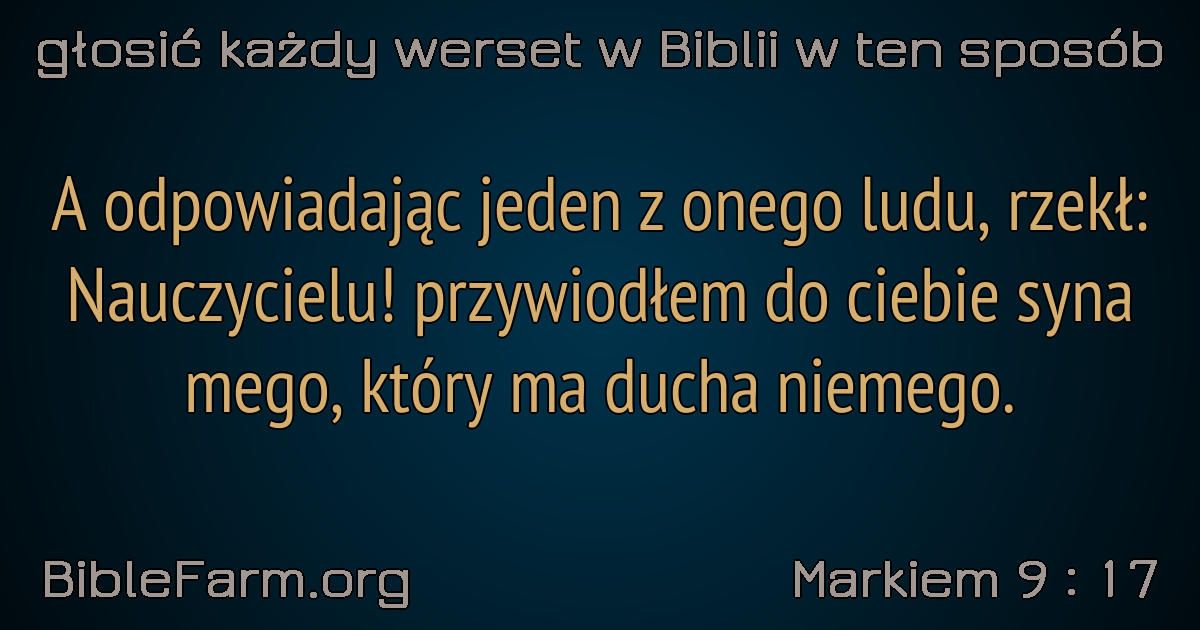 głosić każdy werset w Biblii w ten sposób
A odpowiadając jeden z onego ludu, rzekł:
Nauczycielu! przywiodłem do ciebie syna
mego, który ma ducha niemego.
BibleFarm.org
Markiem 9 : 17